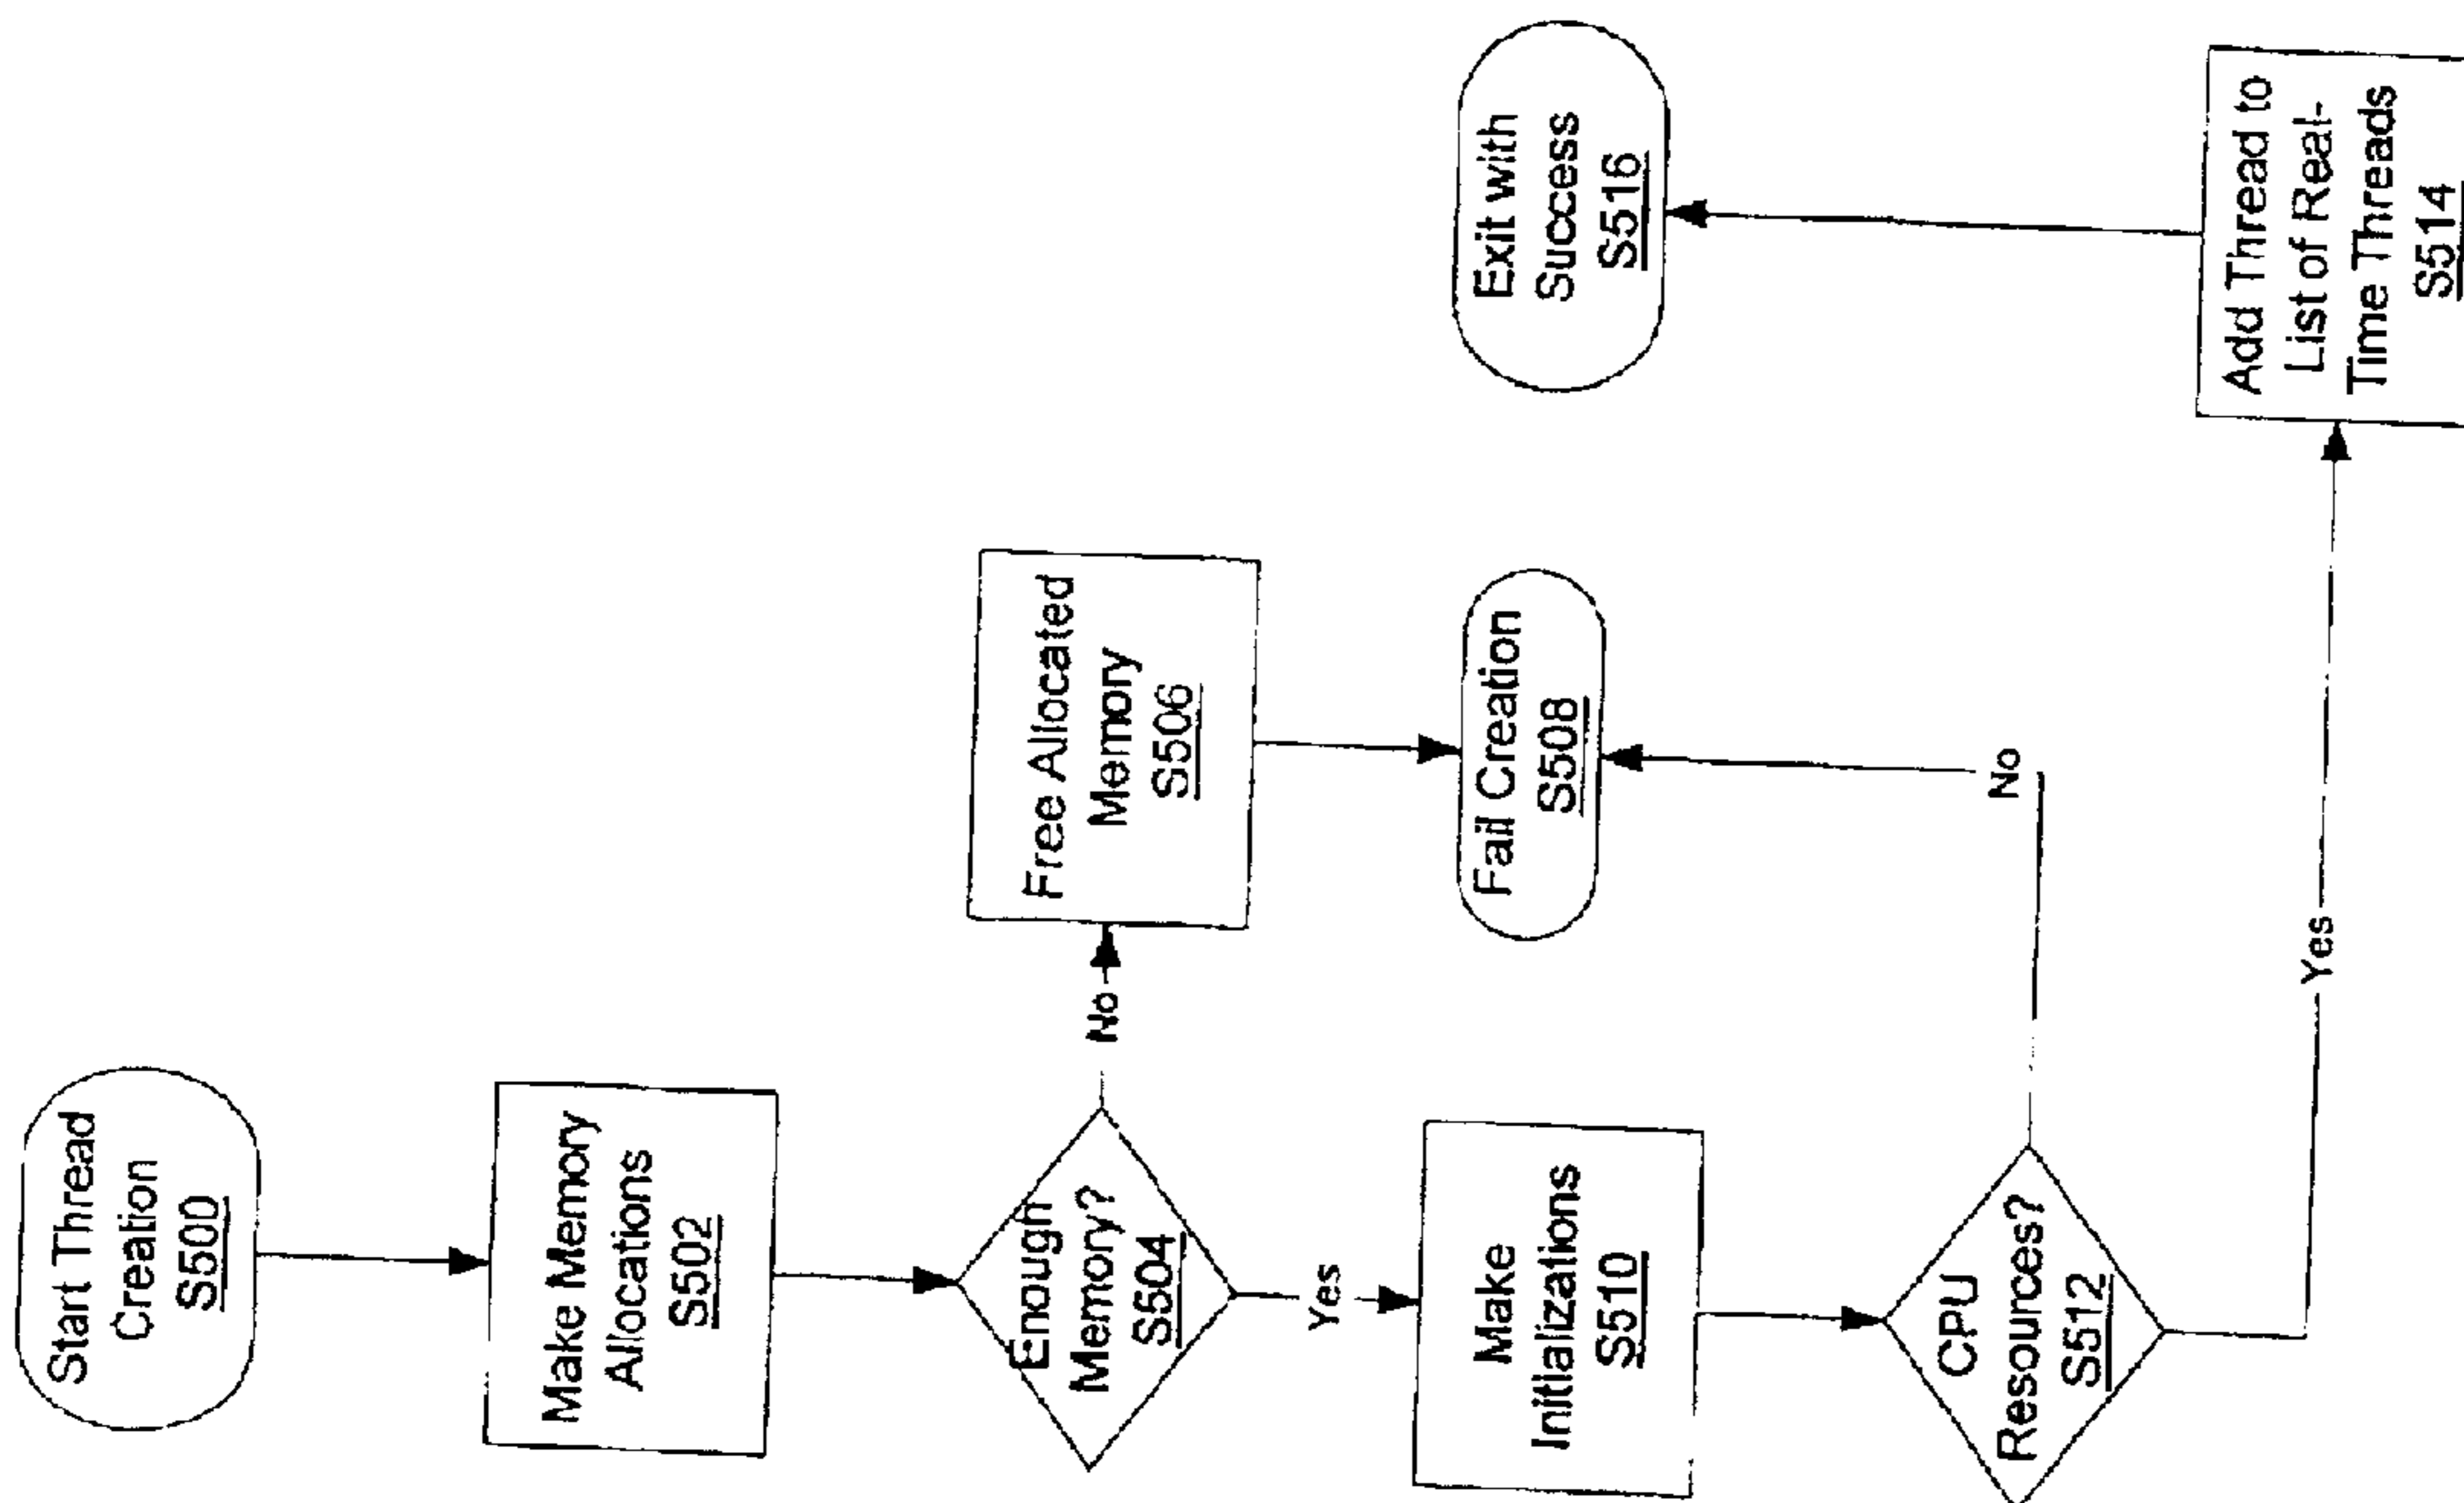 Start Thread
Creation
S500
Make Memory
Allocations
S502
Enough
Memory?
S504
No
Free Allocated
Memory
S506
Fail Creation
S508
Yes
Make
Initializations
S510
CPU
Resources?
S512
No
Yes
Add Thread to
List of Real-
Time Threads
S514
Exit with
Success
S516